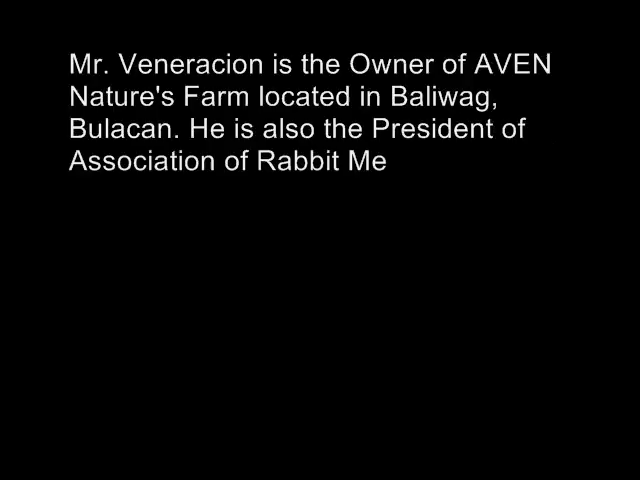 Mr. Veneracion is the Owner of AVEN
Nature's Farm located in Baliwag,
Bulacan. He is also the President of
Association of Rabbit Me